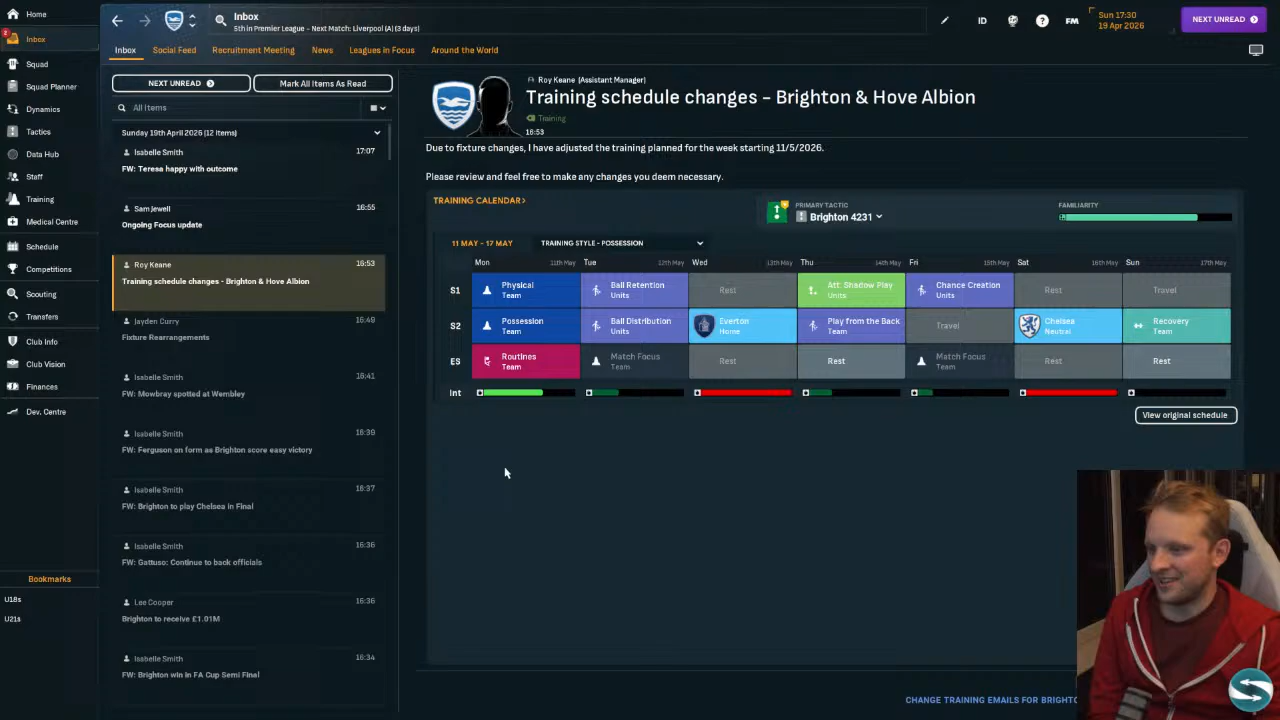 Home
2
Inbox
Squad
Squad Planner
Dynamics
Tactics
Data Hub
Staff
Training
Medical Centre
Schedule
Competitions
Scouting
Transfers
Club Info
Club Vision
Finances
Dev. Centre
Bookmarks
U18s
U21s
Inbox
5th in Premier League - Next Match: Liverpool (A) (3 days)
ID
?
FM
Sun 17:30
19 Apr 2026
NEXT UNREAD
Inbox Social Feed Recruitment Meeting News Leagues in Focus Around the World
NEXT UNREAD Mark All Items As Read
All Items
Sunday 19th April 2026 (12 Items)
Isabelle Smith 17:07
FW: Teresa happy with outcome
Sam Jewell 16:55
Ongoing Focus update
Roy Keane 16:53
Training schedule changes - Brighton & Hove Albion
Jayden Curry 16:49
Fixture Rearrangements
Isabelle Smith 16:41
FW: Mowbray spotted at Wembley
Isabelle Smith 16:39
FW: Ferguson on form as Brighton score easy victory
Isabelle Smith 16:37
FW: Brighton to play Chelsea in Final
Isabelle Smith 16:36
FW: Gattuso: Continue to back officials
Lee Cooper 16:36
Brighton to receive £1.01M
Isabelle Smith 16:34
FW: Brighton win in FA Cup Semi Final
Roy Keane (Assistant Manager)
Training schedule changes - Brighton & Hove Albion
Training
16:53
Due to fixture changes, I have adjusted the training planned for the week starting 11/5/2026.
Please review and feel free to make any changes you deem necessary.
TRAINING CALENDAR>
PRIMARY TACTIC
Brighton 4231
FAMILIARITY
11 MAY - 17 MAY TRAINING STYLE - POSSESSION
Mon 11th May Tue 12th May Wed 13th May Thu 14th May Fri 15th May Sat 16th May Sun 17th May
S1 Physical Team Ball Retention Units Rest Att: Shadow Play Units Chance Creation Units Rest Travel
S2 Possession Team Ball Distribution Units Everton Home Play from the Back Team Travel Chelsea Neutral Recovery Team
ES Routines Team Match Focus Team Rest Rest Match Focus Team Rest Rest
Int
View original schedule
CHANGE TRAINING EMAILS FOR BRIGHTO